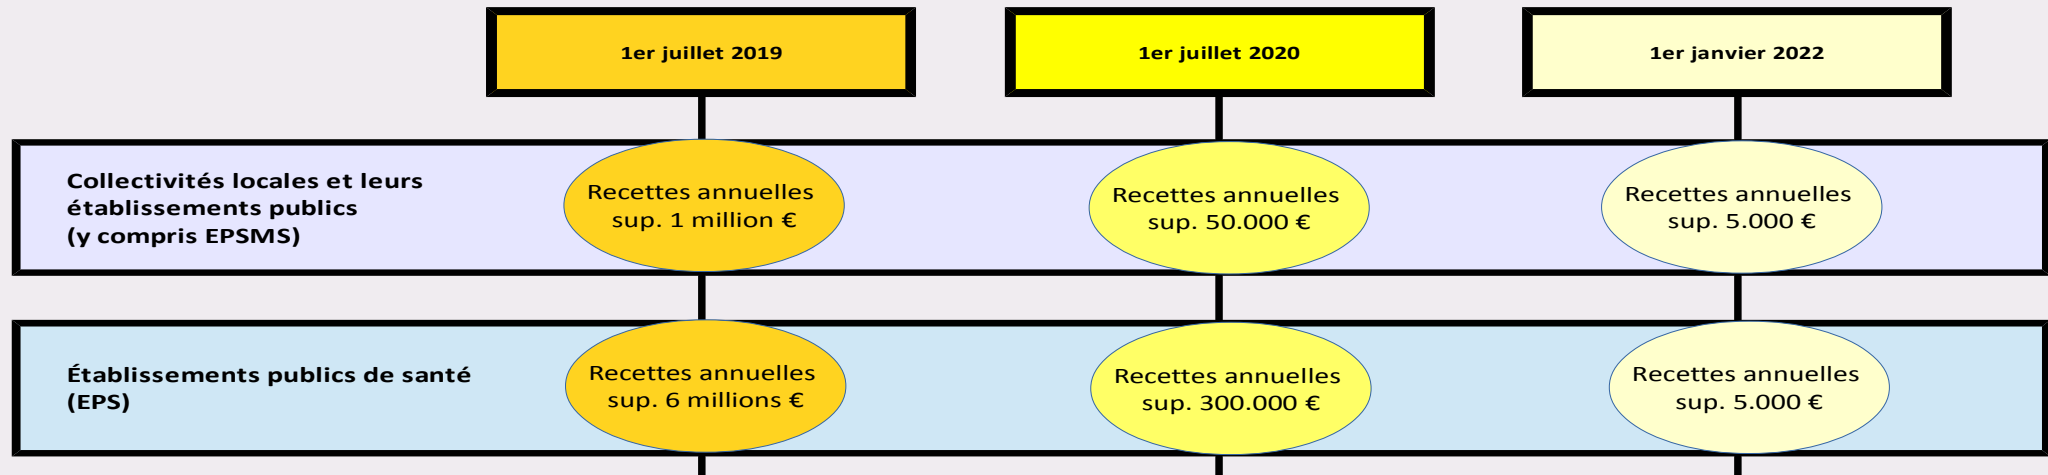 1er juillet 2019
1er juillet 2020
1er janvier 2022
Collectivités locales et leurs
établissements publics
(y compris EPSMS)
Recettes annuelles
sup. 1 million €
Recettes annuelles
sup. 50.000 €
Recettes annuelles
sup. 5.000 €
Établissements publics de santé
(EPS)
Recettes annuelles
sup. 6 millions €
Recettes annuelles
sup. 300.000 €
Recettes annuelles
sup. 5.000 €